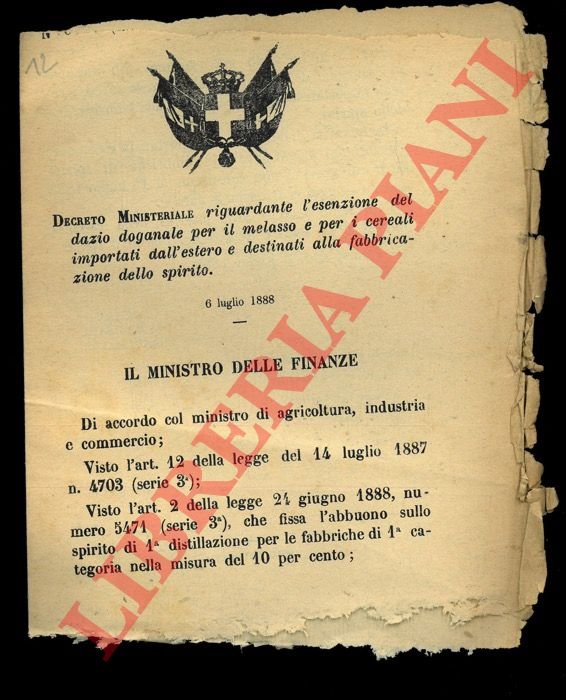 12
DECRETO MINISTERIALE riguardante l'esenzione del
dazio doganale per il melasso e per i cereali
importati dall'estero e destinati alla fabbrica-
zione dello spirito.
6 luglio 1888
IL MINISTRO DELLE FINANZE
Di accordo col ministro di agricoltura, industria
e commercio;
Visto l'art. 12 della legge del 14 luglio 1887
n. 4703 (serie 3ª);
Visto l'art. 2 della legge 24 giugno 1888, nu-
mero 5471 (serie 3ª), che fissa l'abbuono sullo
spirito di 1ª distillazione per le fabbriche di 1ª ca-
tegoria nella misura del 10 per cento;
LIBRERIA PIANI